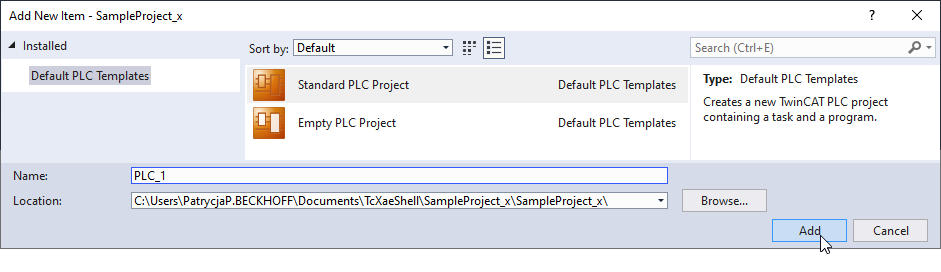 Add New Item - SampleProject_x
?
Installed
Sort by: Default
Search (Ctrl+E)
Default PLC Templates
Standard PLC Project Default PLC Templates
Empty PLC Project Default PLC Templates
Type: Default PLC Templates
Creates a new TwinCAT PLC project
containing a task and a program.
Name: PLC_1
Location: C:\Users\PatrycjaP.BECKHOFF\Documents\TcXaeShell\SampleProject_x\SampleProject_x\
Browse...
Add Cancel